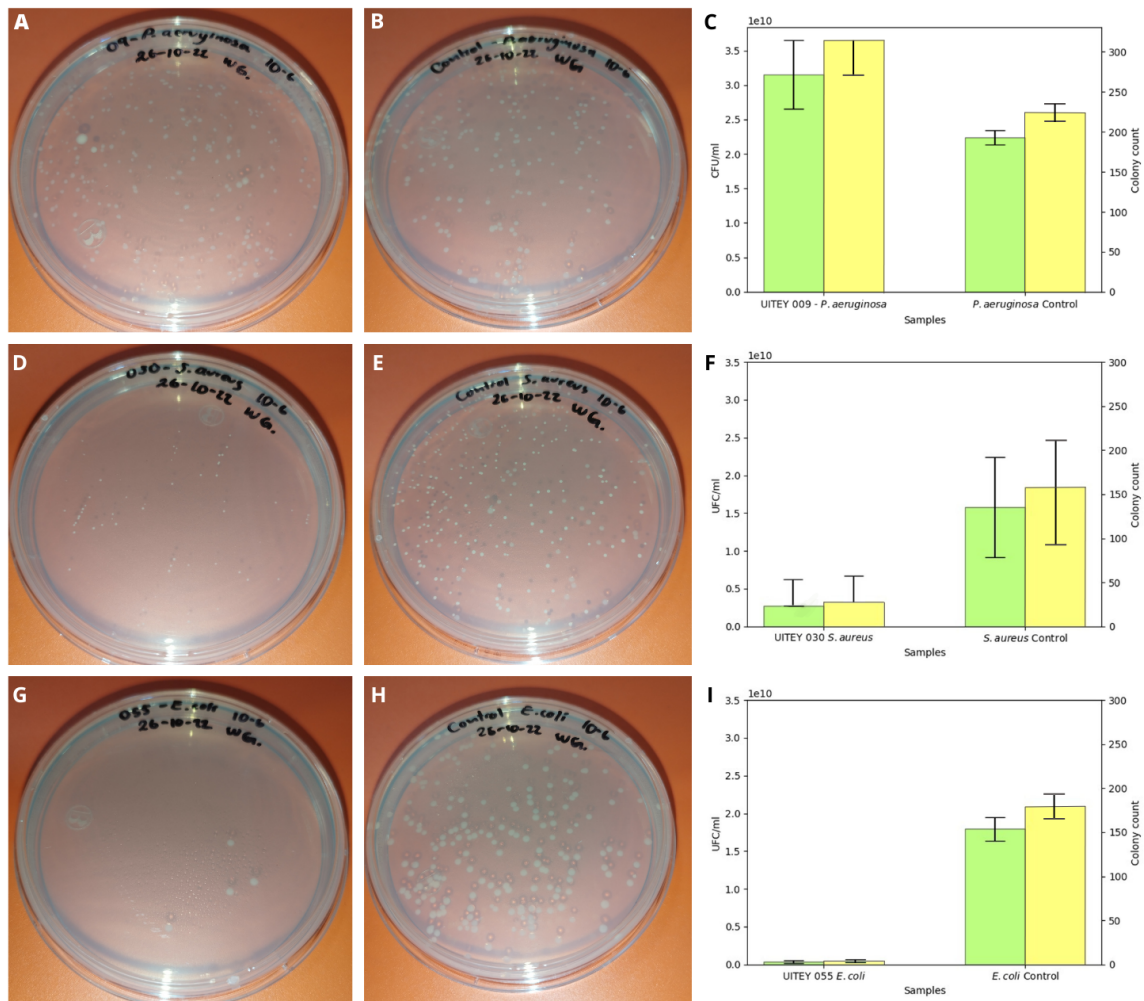 A
09-P. aeruginosa 10-6
26-10-22 WG.
B
Control - P. aeruginosa 10-6
26-10-22 WG
C
1e10
3.5
3.0
2.5
2.0
1.5
1.0
0.5
0.0
CFU/ml
300
250
200
150
100
50
0
Colony count
UITEY 009 - P. aeruginosa
P. aeruginosa Control
Samples
D
030-S. aureus 10-6
26-10-22 WG.
E
Control S. aureus 10-6
26-10-22 WG.
F
1e10
3.5
3.0
2.5
2.0
1.5
1.0
0.5
0.0
UFC/ml
300
250
200
150
100
50
0
Colony count
UITEY 030 S. aureus
S. aureus Control
Samples
G
055-E. coli 10-6
26-10-22 WG.
H
Control E. coli 10-6
26-10-22 WG.
I
1e10
3.5
3.0
2.5
2.0
1.5
1.0
0.5
0.0
UFC/ml
300
250
200
150
100
50
0
Colony count
UITEY 055 E. coli
E. coli Control
Samples